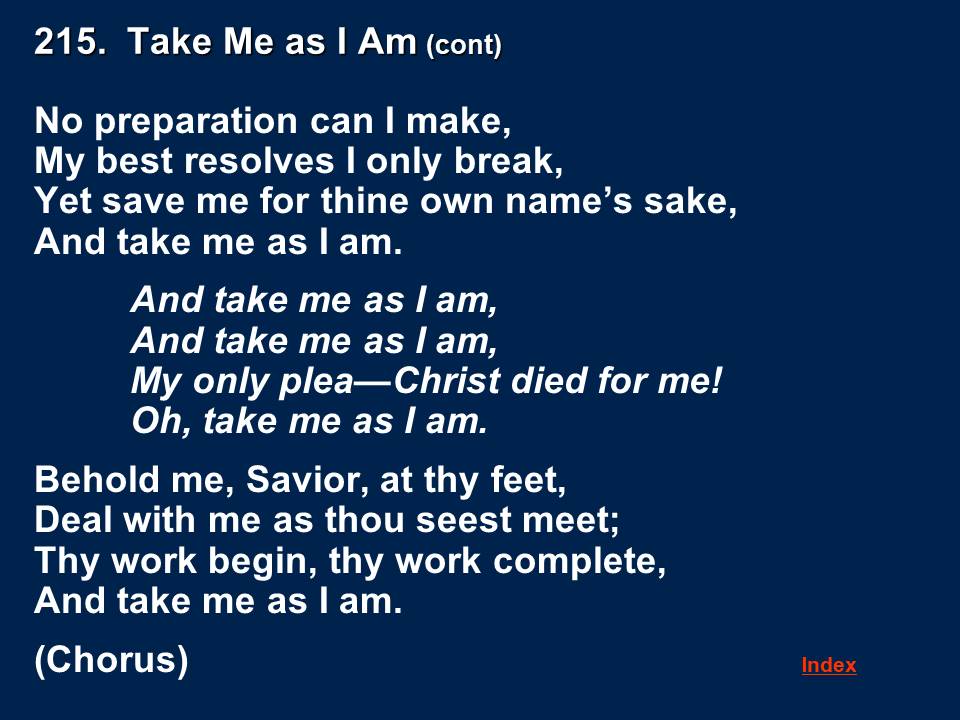 215.  Take Me as I Am (cont)
No preparation can I make,
My best resolves I only break,
Yet save me for thine own name’s sake,
And take me as I am.
And take me as I am,
And take me as I am,
My only plea—Christ died for me!
Oh, take me as I am.
Behold me, Savior, at thy feet,
Deal with me as thou seest meet;
Thy work begin, thy work complete,
And take me as I am.
(Chorus)
Index